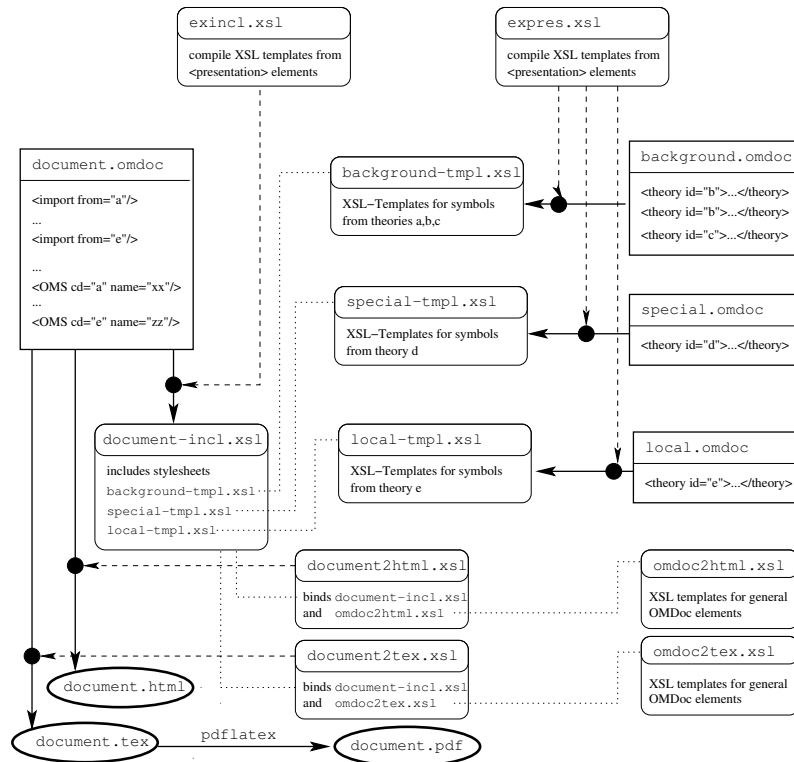 exincl.xsl
compile XSL templates from
<presentation> elements
expres.xsl
compile XSL templates from
<presentation> elements
document.omdoc
<import from="a"/>
...
<import from="e"/>
...
<OMS cd="a" name="xx"/>
...
<OMS cd="e" name="zz"/>
background-tmpl.xsl
XSL-Templates for symbols
from theories a,b,c
background.omdoc
<theory id="b">...</theory>
<theory id="b">...</theory>
<theory id="c">...</theory>
special-tmpl.xsl
XSL-Templates for symbols
from theory d
special.omdoc
<theory id="d">...</theory>
document-incl.xsl
includes stylesheets
background-tmpl.xsl
special-tmpl.xsl
local-tmpl.xsl
local-tmpl.xsl
XSL-Templates for symbols
from theory e
local.omdoc
<theory id="e">...</theory>
document2html.xsl
binds document-incl.xsl
and omdoc2html.xsl
omdoc2html.xsl
XSL templates for general
OMDoc elements
document2tex.xsl
binds document-incl.xsl
and omdoc2tex.xsl
omdoc2tex.xsl
XSL templates for general
OMDoc elements
document.html
document.tex
pdflatex
document.pdf